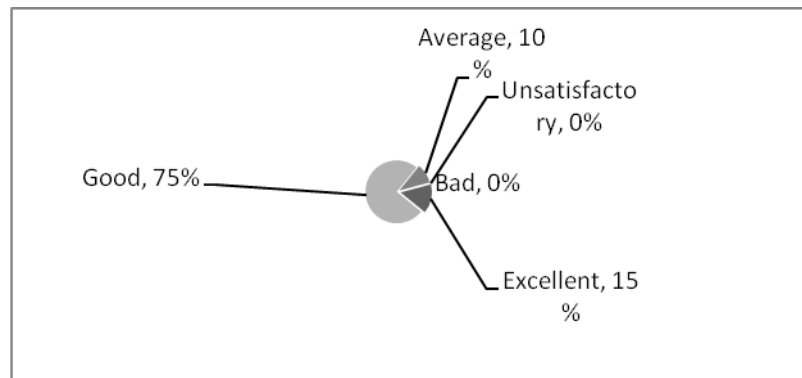 Average, 10
%
Unsatisfacto
ry, 0%
Good, 75%
Bad, 0%
Excellent, 15
%